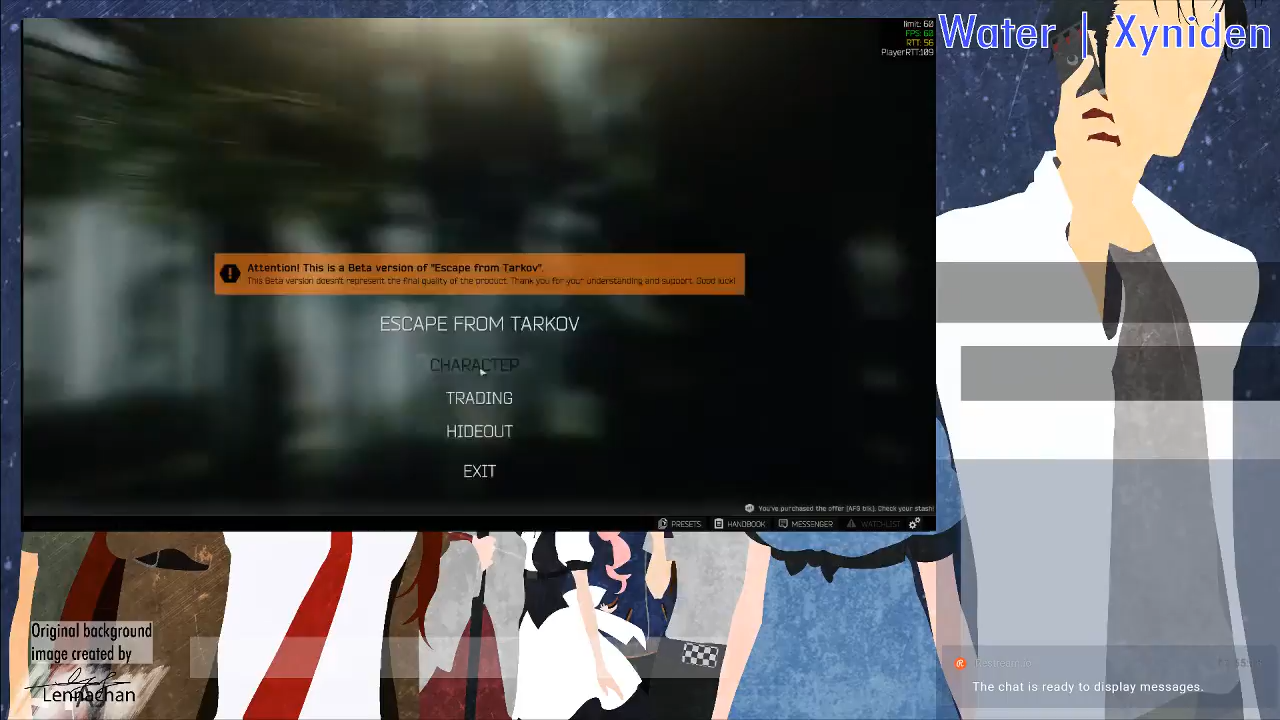 limit: 60
FPS: 60
RTT: 56
PlayerRTT:109
Water | Xyniden
Attention! This is a Beta version of "Escape from Tarkov".
This Beta version doesn't represent the final quality of the product. Thank you for your understanding and support. Good luck!
ESCAPE FROM TARKOV
CHARACTER
TRADING
HIDEOUT
EXIT
You've purchased the offer (AFG blk). Check your stash!
PRESETS
HANDBOOK
MESSENGER
WATCHLIST
Original background
image created by
Lennachan
Restream.io
The chat is ready to display messages.